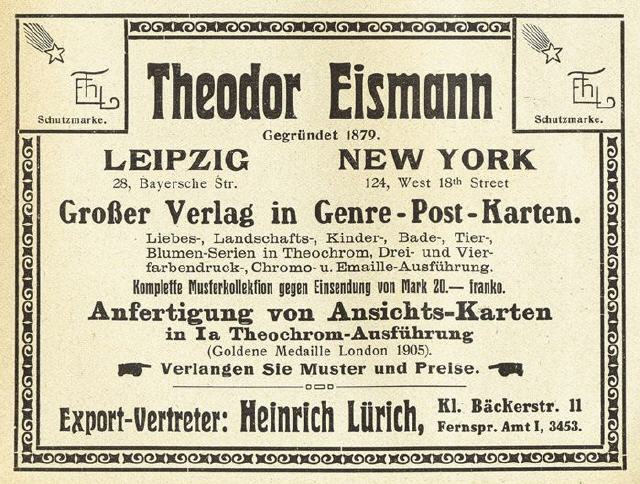 EThL
Schutzmarke.
EThL
Schutzmarke.
Theodor Eismann
Gegründet 1879.
LEIPZIG
28, Bayersche Str.
NEW YORK
124, West 18th Street
Großer Verlag in Genre-Post-Karten.
Liebes-, Landschafts-, Kinder-, Bade-, Tier-,
Blumen-Serien in Theochrom, Drei- und Vier-
farbendruck-, Chromo- u. Emaille-Ausführung.
Komplette Musterkollektion gegen Einsendung von Mark 20.— franko.
Anfertigung von Ansichts-Karten
in Ia Theochrom-Ausführung
(Goldene Medaille London 1905).
Verlangen Sie Muster und Preise.
Export-Vertreter: Heinrich Lürich,
Kl. Bäckerstr. 11
Fernspr. Amt I, 3453.